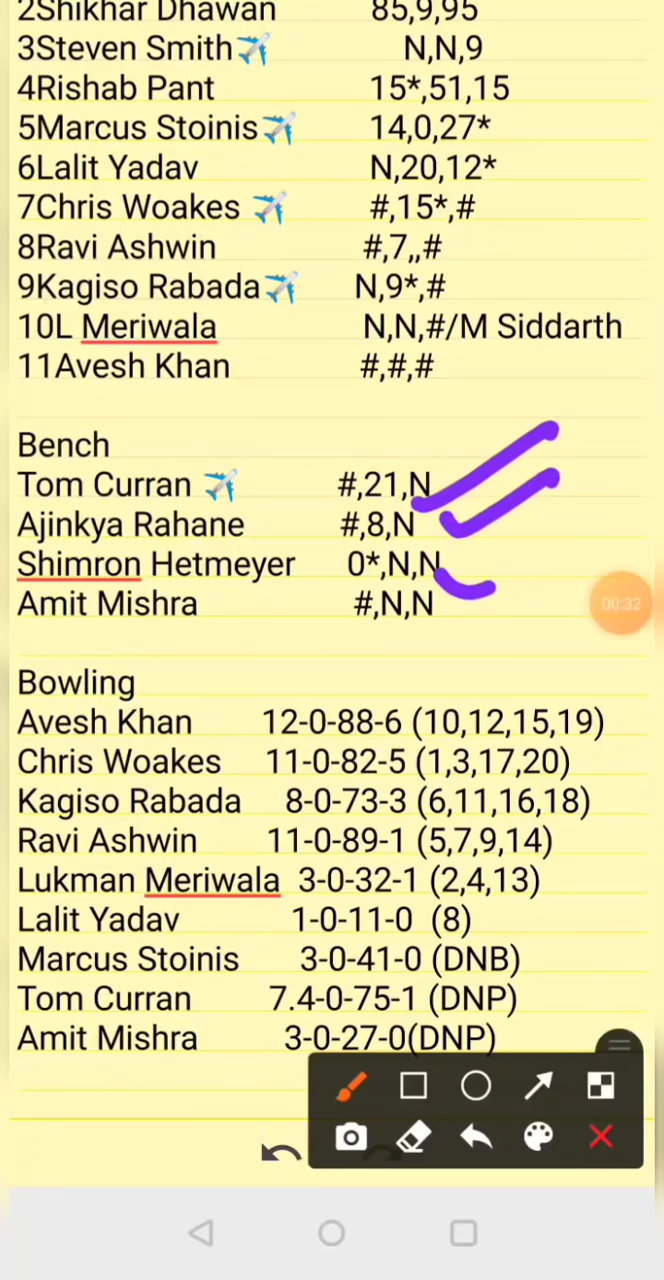 2Shikhar Dhawan 85,9,95
3Steven Smith✈️ N,N,9
4Rishab Pant 15*,51,15
5Marcus Stoinis✈️ 14,0,27*
6Lalit Yadav N,20,12*
7Chris Woakes ✈️ #,15*,#
8Ravi Ashwin #,7,,#
9Kagiso Rabada✈️ N,9*,#
10L Meriwala N,N,#/M Siddarth
11Avesh Khan #,#,#
Bench
Tom Curran ✈️ #,21,N
Ajinkya Rahane #,8,N
Shimron Hetmeyer 0*,N,N
Amit Mishra #,N,N
00:32
Bowling
Avesh Khan 12-0-88-6 (10,12,15,19)
Chris Woakes 11-0-82-5 (1,3,17,20)
Kagiso Rabada 8-0-73-3 (6,11,16,18)
Ravi Ashwin 11-0-89-1 (5,7,9,14)
Lukman Meriwala 3-0-32-1 (2,4,13)
Lalit Yadav 1-0-11-0 (8)
Marcus Stoinis 3-0-41-0 (DNB)
Tom Curran 7.4-0-75-1 (DNP)
Amit Mishra 3-0-27-0(DNP)